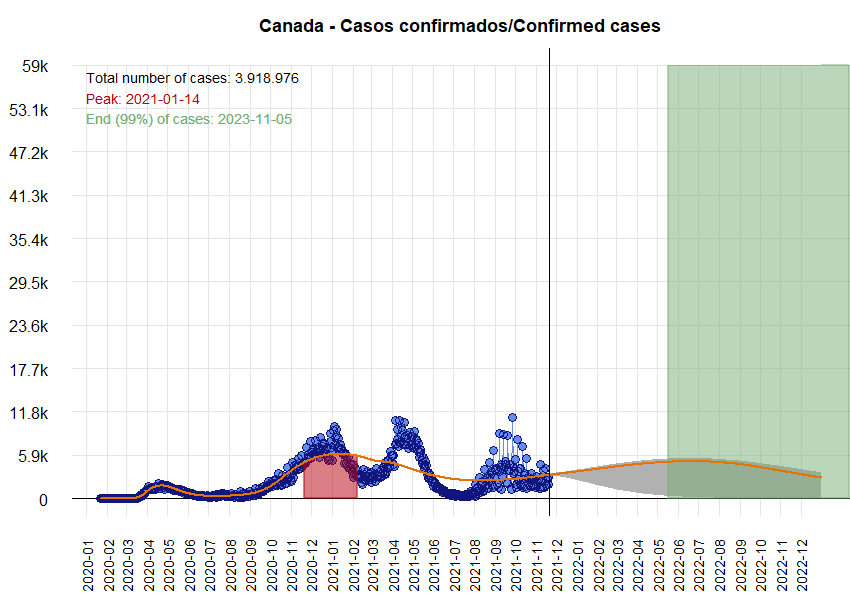 Canada - Casos confirmados/Confirmed cases
59k
Total number of cases: 3.918.976
Peak: 2021-01-14
53.1k
End (99%) of cases: 2023-11-05
47.2k
41.3k
35.4k
29.5k
23.6k
17.7k
11.8k
5.9k
0
2020-01
2020-02
2020-03
2020-04
2020-05
2020-06
2020-07
2020-08
2020-09
2020-10
2020-11
2020-12
2021-01
2021-02
2021-03
2021-04
2021-05
2021-06
2021-07
2021-08
2021-09
2021-10
2021-11
2021-12
2022-01
2022-02
2022-03
2022-04
2022-05
2022-06
2022-07
2022-08
2022-09
2022-10
2022-11
2022-12